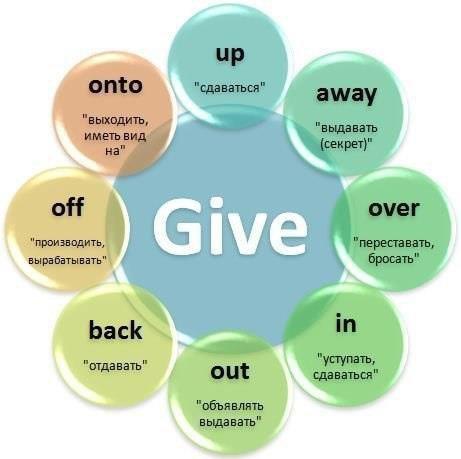 Give
up
"сдаваться"
away
"выдавать
(секрет)"
over
"переставать,
бросать"
in
"уступать,
сдаваться"
out
"объявлять
выдавать"
back
"отдавать"
off
"производить,
вырабатывать"
onto
"выходить,
иметь вид
на"